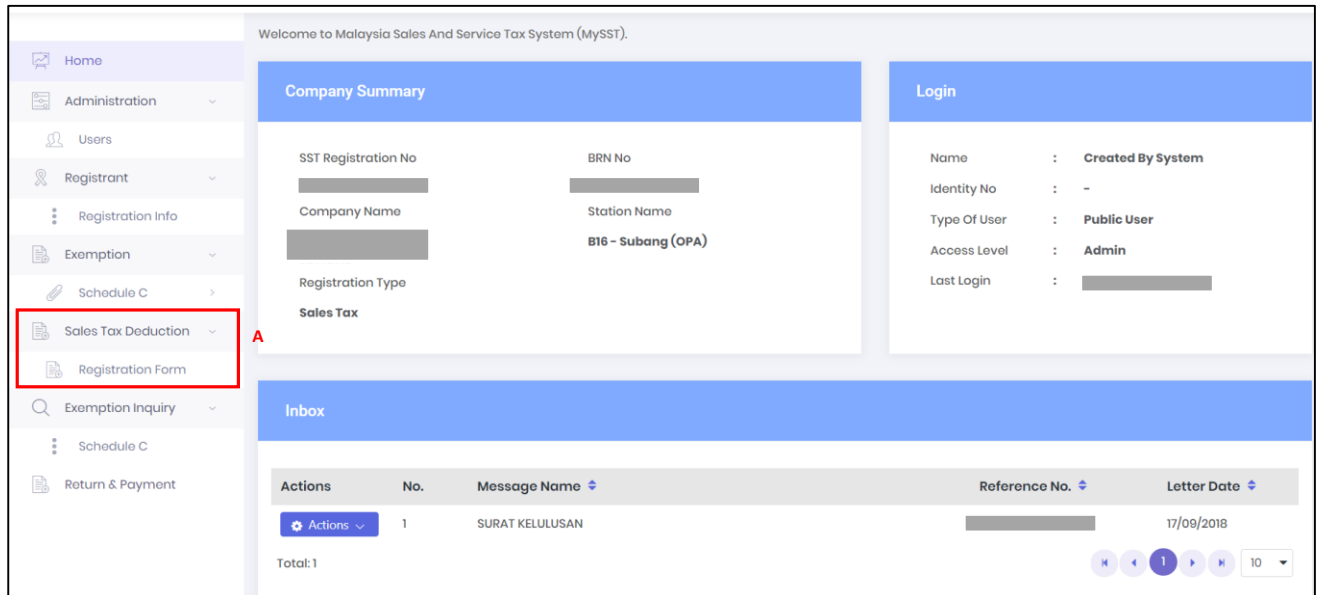 Welcome to Malaysia Sales And Service Tax System (MySST).
Home
Administration
Users
Registrant
Registration Info
Exemption
Schedule C
Sales Tax Deduction
A
Registration Form
Exemption Inquiry
Schedule C
Return & Payment
Company Summary
SST Registration No
BRN No
Company Name
Station Name
B16 - Subang (OPA)
Registration Type
Sales Tax
Login
Name : Created By System
Identity No : -
Type Of User : Public User
Access Level : Admin
Last Login :
Inbox
Actions No. Message Name Reference No. Letter Date
Actions 1 SURAT KELULUSAN 17/09/2018
Total: 1
1 10